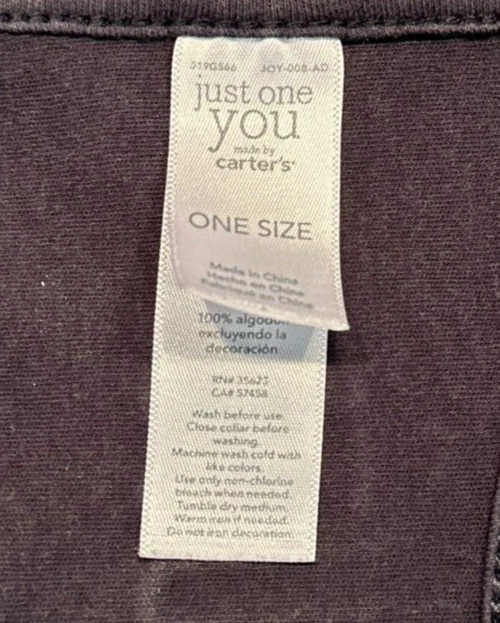 319G566 JOY-008-AD
just one
you
made by
carter's
ONE SIZE
Made in China
Hecho en China
Fabriqué en Chine
100% algodón
excluyendo la
decoración
RN# 35623
CA# 57458
Wash before use.
Close collar before
washing.
Machine wash cold with
like colors.
Use only non-chlorine
bleach when needed.
Tumble dry medium.
Warm iron if needed.
Do not iron decoration.